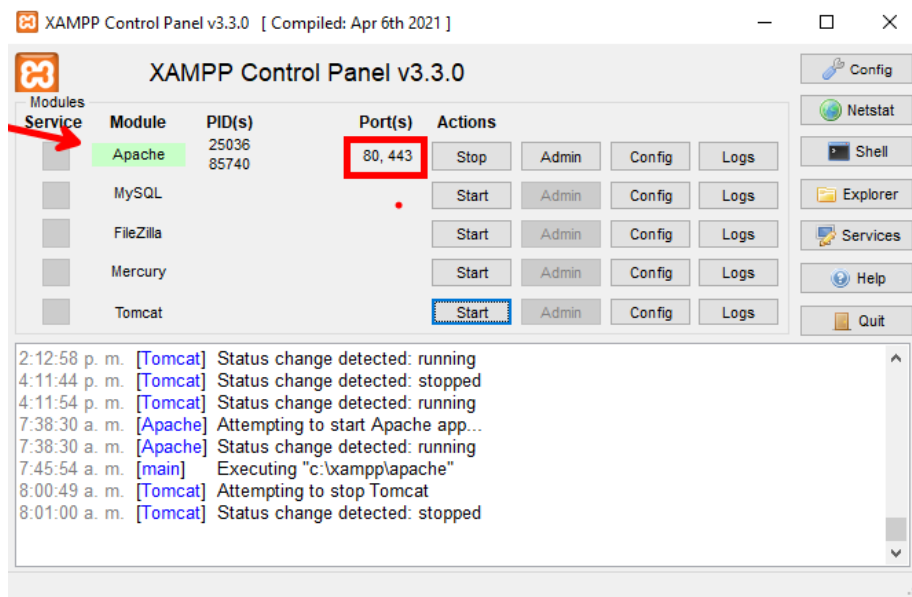 XAMPP Control Panel v3.3.0 [ Compiled: Apr 6th 2021 ]
XAMPP Control Panel v3.3.0
Config
Modules
Service Module PID(s) Port(s) Actions
Netstat
Apache 25036 85740 80, 443 Stop Admin Config Logs
Shell
MySQL Start Admin Config Logs
Explorer
FileZilla Start Admin Config Logs
Services
Mercury Start Admin Config Logs
Help
Tomcat Start Admin Config Logs
Quit
2:12:58 p. m. [Tomcat] Status change detected: running
4:11:44 p. m. [Tomcat] Status change detected: stopped
4:11:54 p. m. [Tomcat] Status change detected: running
7:38:30 a. m. [Apache] Attempting to start Apache app...
7:38:30 a. m. [Apache] Status change detected: running
7:45:54 a. m. [main] Executing "c:\xampp\apache"
8:00:49 a. m. [Tomcat] Attempting to stop Tomcat
8:01:00 a. m. [Tomcat] Status change detected: stopped